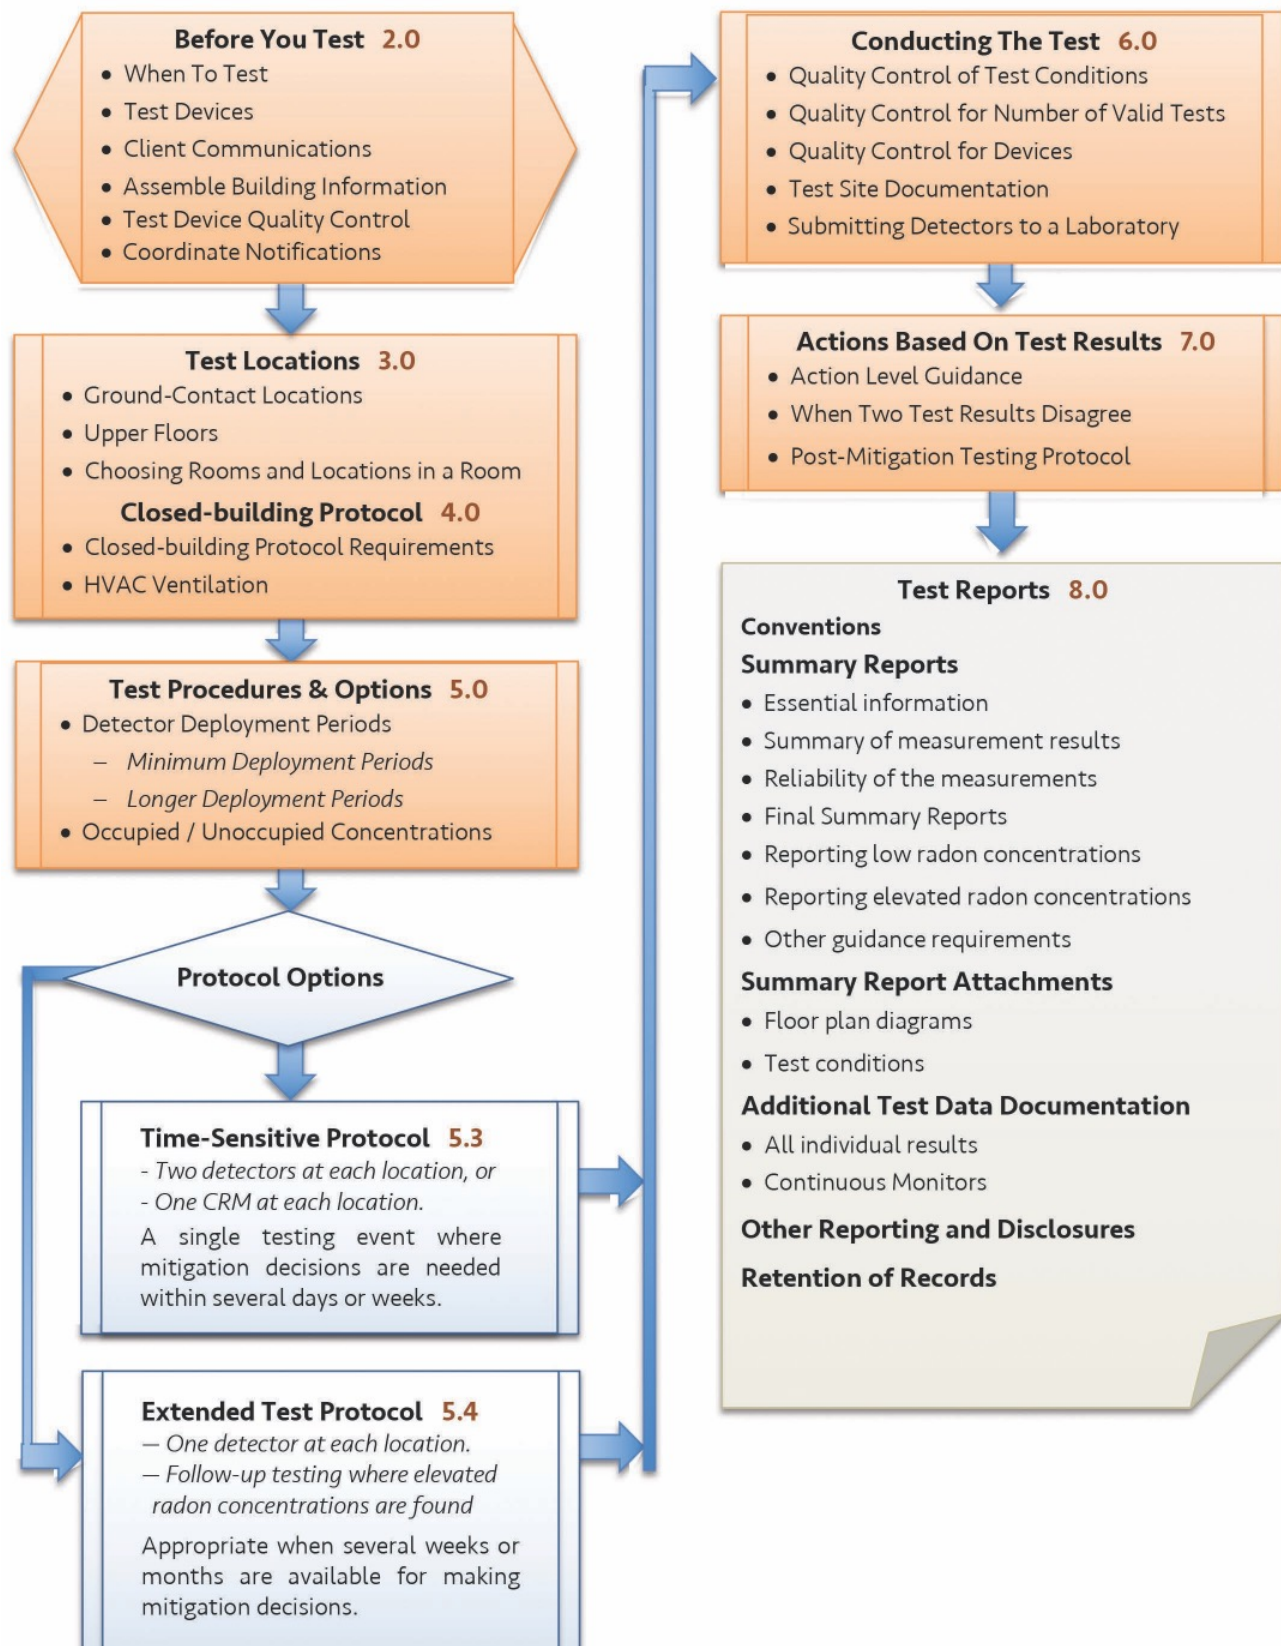 Before You Test 2.0
• When To Test
• Test Devices
• Client Communications
• Assemble Building Information
• Test Device Quality Control
• Coordinate Notifications
Test Locations 3.0
• Ground-Contact Locations
• Upper Floors
• Choosing Rooms and Locations in a Room
Closed-building Protocol 4.0
• Closed-building Protocol Requirements
• HVAC Ventilation
Test Procedures & Options 5.0
• Detector Deployment Periods
– Minimum Deployment Periods
– Longer Deployment Periods
• Occupied / Unoccupied Concentrations
Protocol Options
Time-Sensitive Protocol 5.3
- Two detectors at each location, or
- One CRM at each location.
A single testing event where
mitigation decisions are needed
within several days or weeks.
Extended Test Protocol 5.4
— One detector at each location.
— Follow-up testing where elevated
radon concentrations are found
Appropriate when several weeks or
months are available for making
mitigation decisions.
Conducting The Test 6.0
• Quality Control of Test Conditions
• Quality Control for Number of Valid Tests
• Quality Control for Devices
• Test Site Documentation
• Submitting Detectors to a Laboratory
Actions Based On Test Results 7.0
• Action Level Guidance
• When Two Test Results Disagree
• Post-Mitigation Testing Protocol
Test Reports 8.0
Conventions
Summary Reports
• Essential information
• Summary of measurement results
• Reliability of the measurements
• Final Summary Reports
• Reporting low radon concentrations
• Reporting elevated radon concentrations
• Other guidance requirements
Summary Report Attachments
• Floor plan diagrams
• Test conditions
Additional Test Data Documentation
• All individual results
• Continuous Monitors
Other Reporting and Disclosures
Retention of Records